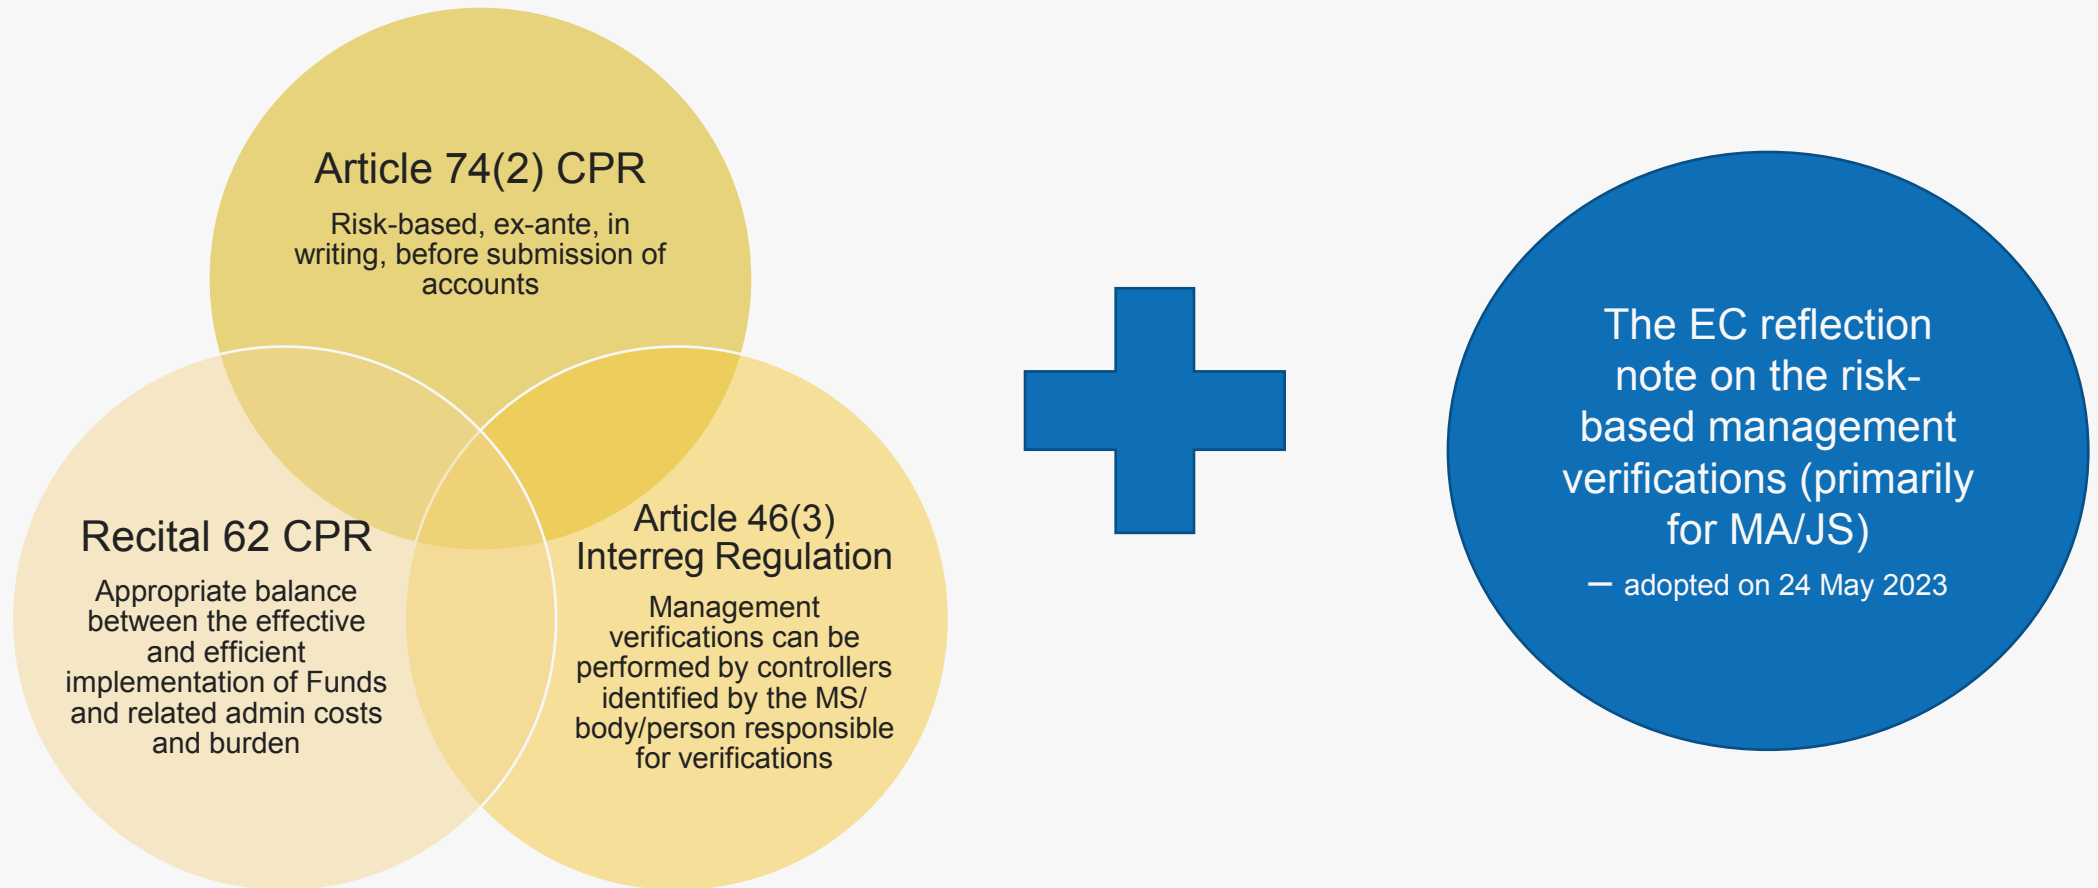 Article 74(2) CPR
Risk-based, ex-ante, in
writing, before submission of
accounts
Recital 62 CPR
Appropriate balance
between the effective
and efficient
implementation of Funds
and related admin costs
and burden
Article 46(3)
Interreg Regulation
Management
verifications can be
performed by controllers
identified by the MS/
body/person responsible
for verifications
The EC reflection
note on the risk-
based management
verifications (primarily
for MA/JS)
– adopted on 24 May 2023